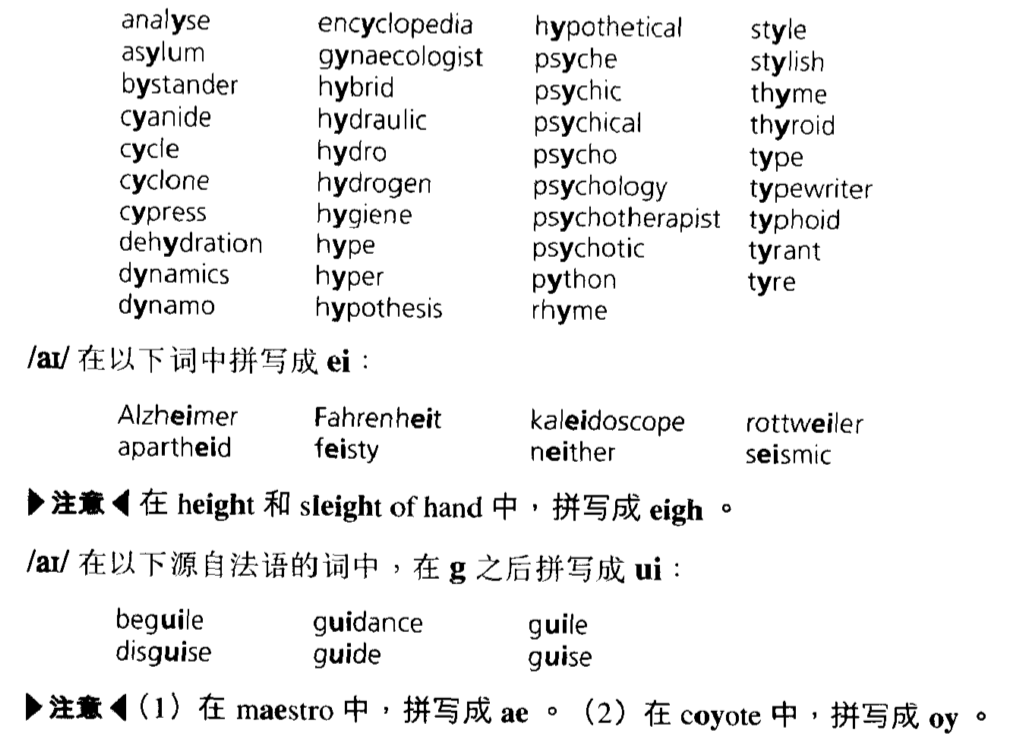 analyse encyclopedia hypothetical style
asylum gynaecologist psyche stylish
bystander hybrid psychic thyme
cyanide hydraulic psychical thyroid
cycle hydro psycho type
cyclone hydrogen psychology typewriter
cypress hygiene psychotherapist typhoid
dehydration hype psychotic tyrant
dynamics hyper python tyre
dynamo hypothesis rhyme
/aɪ/ 在以下词中拼写成 ei：
Alzheimer Fahrenheit kaleidoscope rottweiler
apartheid feisty neither seismic
▶注意◀ 在 height 和 sleight of hand 中，拼写成 eigh 。
/aɪ/ 在以下源自法语的词中，在 g 之后拼写成 ui：
beguile guidance guile
disguise guide guise
▶注意◀（1）在 maestro 中，拼写成 ae 。（2）在 coyote 中，拼写成 oy 。